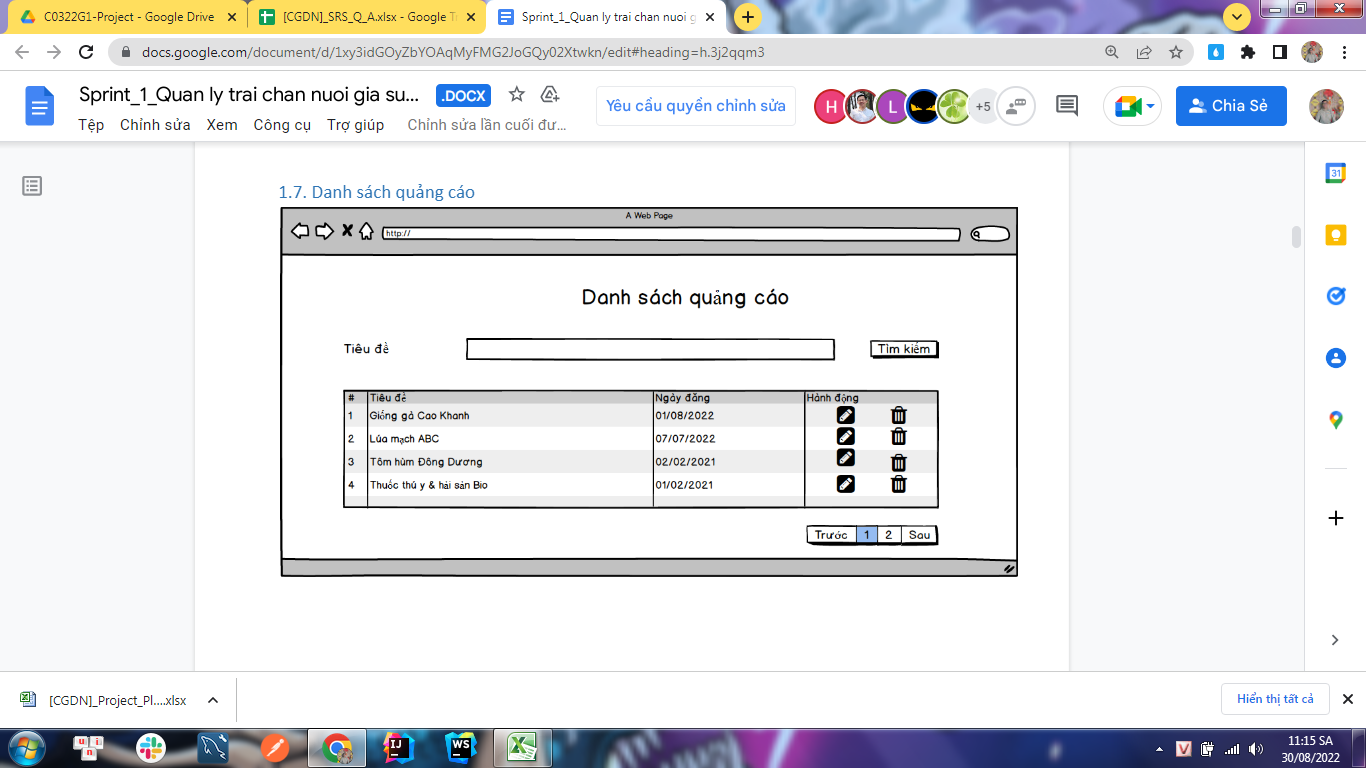 C0322G1-Project - Google Drive
[CGDN]_SRS_Q_A.xlsx - Google Tr
Sprint_1_Quan ly trai chan nuoi g
docs.google.com/document/d/1xy3idGOyZbYOAqMyFMG2JoGQy02Xtwkn/edit#heading=h.3j2qqm3
Sprint_1_Quan ly trai chan nuoi gia su... .DOCX
Tệp Chỉnh sửa Xem Công cụ Trợ giúp Chỉnh sửa lần cuối đư...
Yêu cầu quyền chỉnh sửa
H L +5
Chia Sẻ
31
1.7. Danh sách quảng cáo
A Web Page
http://
Danh sách quảng cáo
Tiêu đề Tìm kiếm
# Tiêu đề Ngày đăng Hành động
1 Giống gà Cao Khanh 01/08/2022
2 Lúa mạch ABC 07/07/2022
3 Tôm hùm Đông Dương 02/02/2021
4 Thuốc thú y & hải sản Bio 01/02/2021
Trước 1 2 Sau
[CGDN]_Project_Pl....xlsx
Hiển thị tất cả
u n i n
IJ
WS
V
11:15 SA
30/08/2022